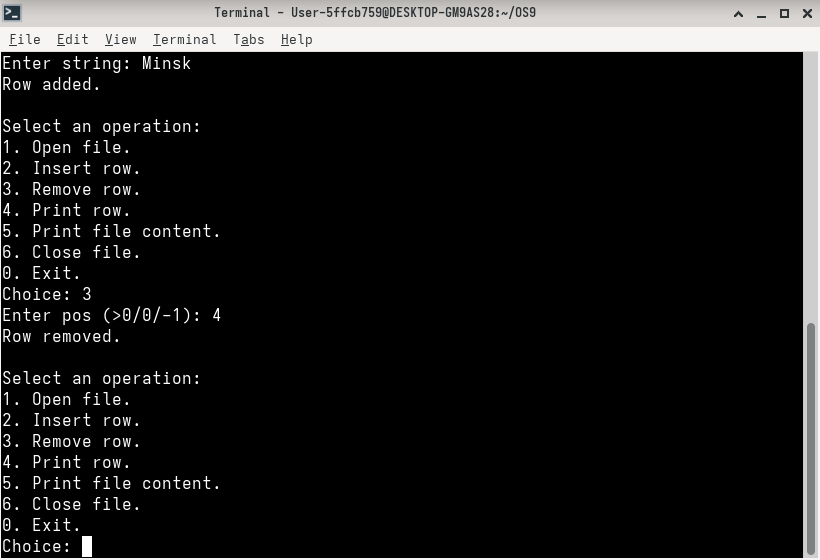 Terminal - User-5ffcb759@DESKTOP-GM9AS28:~/OS9
File Edit View Terminal Tabs Help
Enter string: Minsk
Row added.
Select an operation:
1. Open file.
2. Insert row.
3. Remove row.
4. Print row.
5. Print file content.
6. Close file.
0. Exit.
Choice: 3
Enter pos (>0/0/-1): 4
Row removed.
Select an operation:
1. Open file.
2. Insert row.
3. Remove row.
4. Print row.
5. Print file content.
6. Close file.
0. Exit.
Choice: